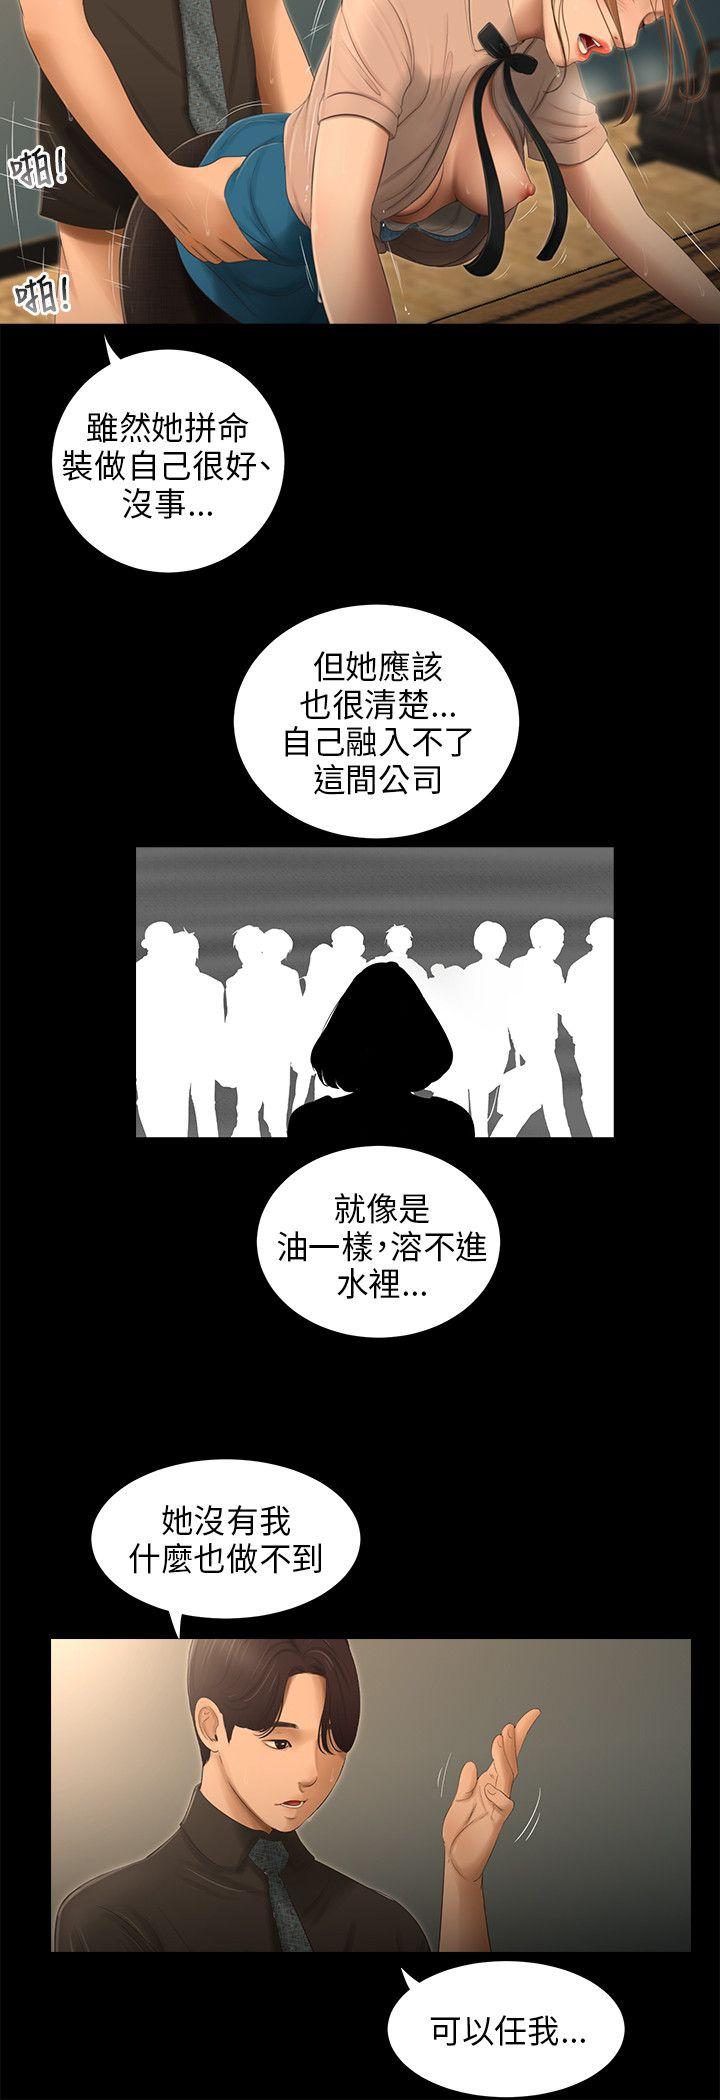 啪!
啪!
雖然她拼命
裝做自己很好、
沒事...
但她應該
也很清楚...
自己融入不了
這間公司
就像是
油一樣，溶不進
水裡...
她沒有我
什麼也做不到
可以任我...